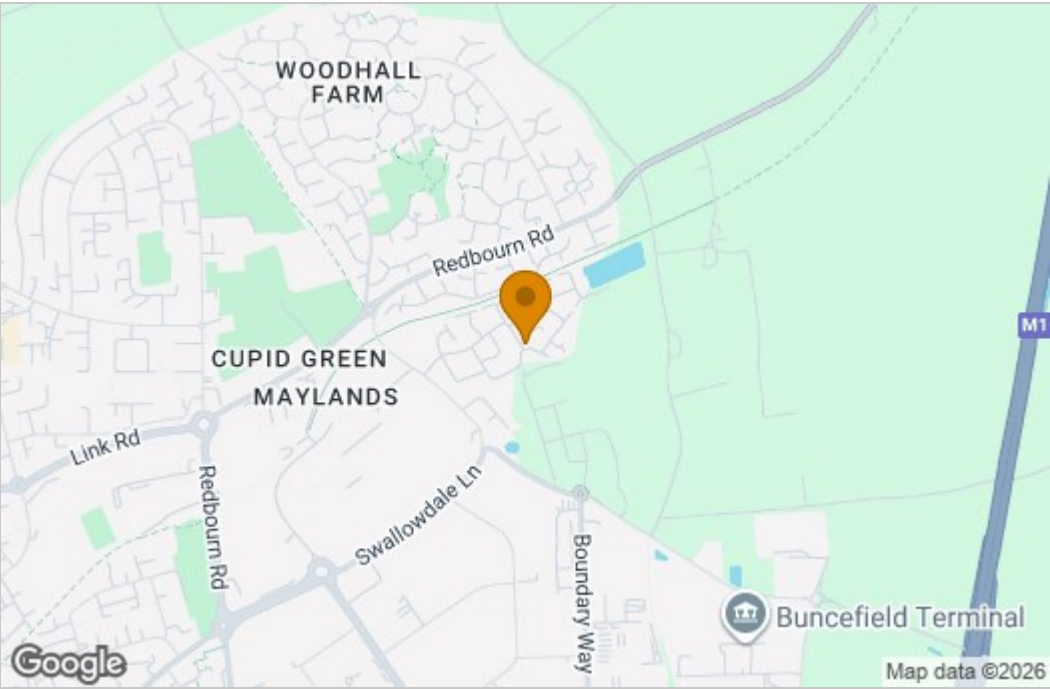 WOODHALL
FARM
Redbourn Rd
M1
CUPID GREEN
MAYLANDS
Link Rd
Redbourn Rd
Swallowdale Ln
Boundary Way
Buncefield Terminal
Google
Map data ©2026